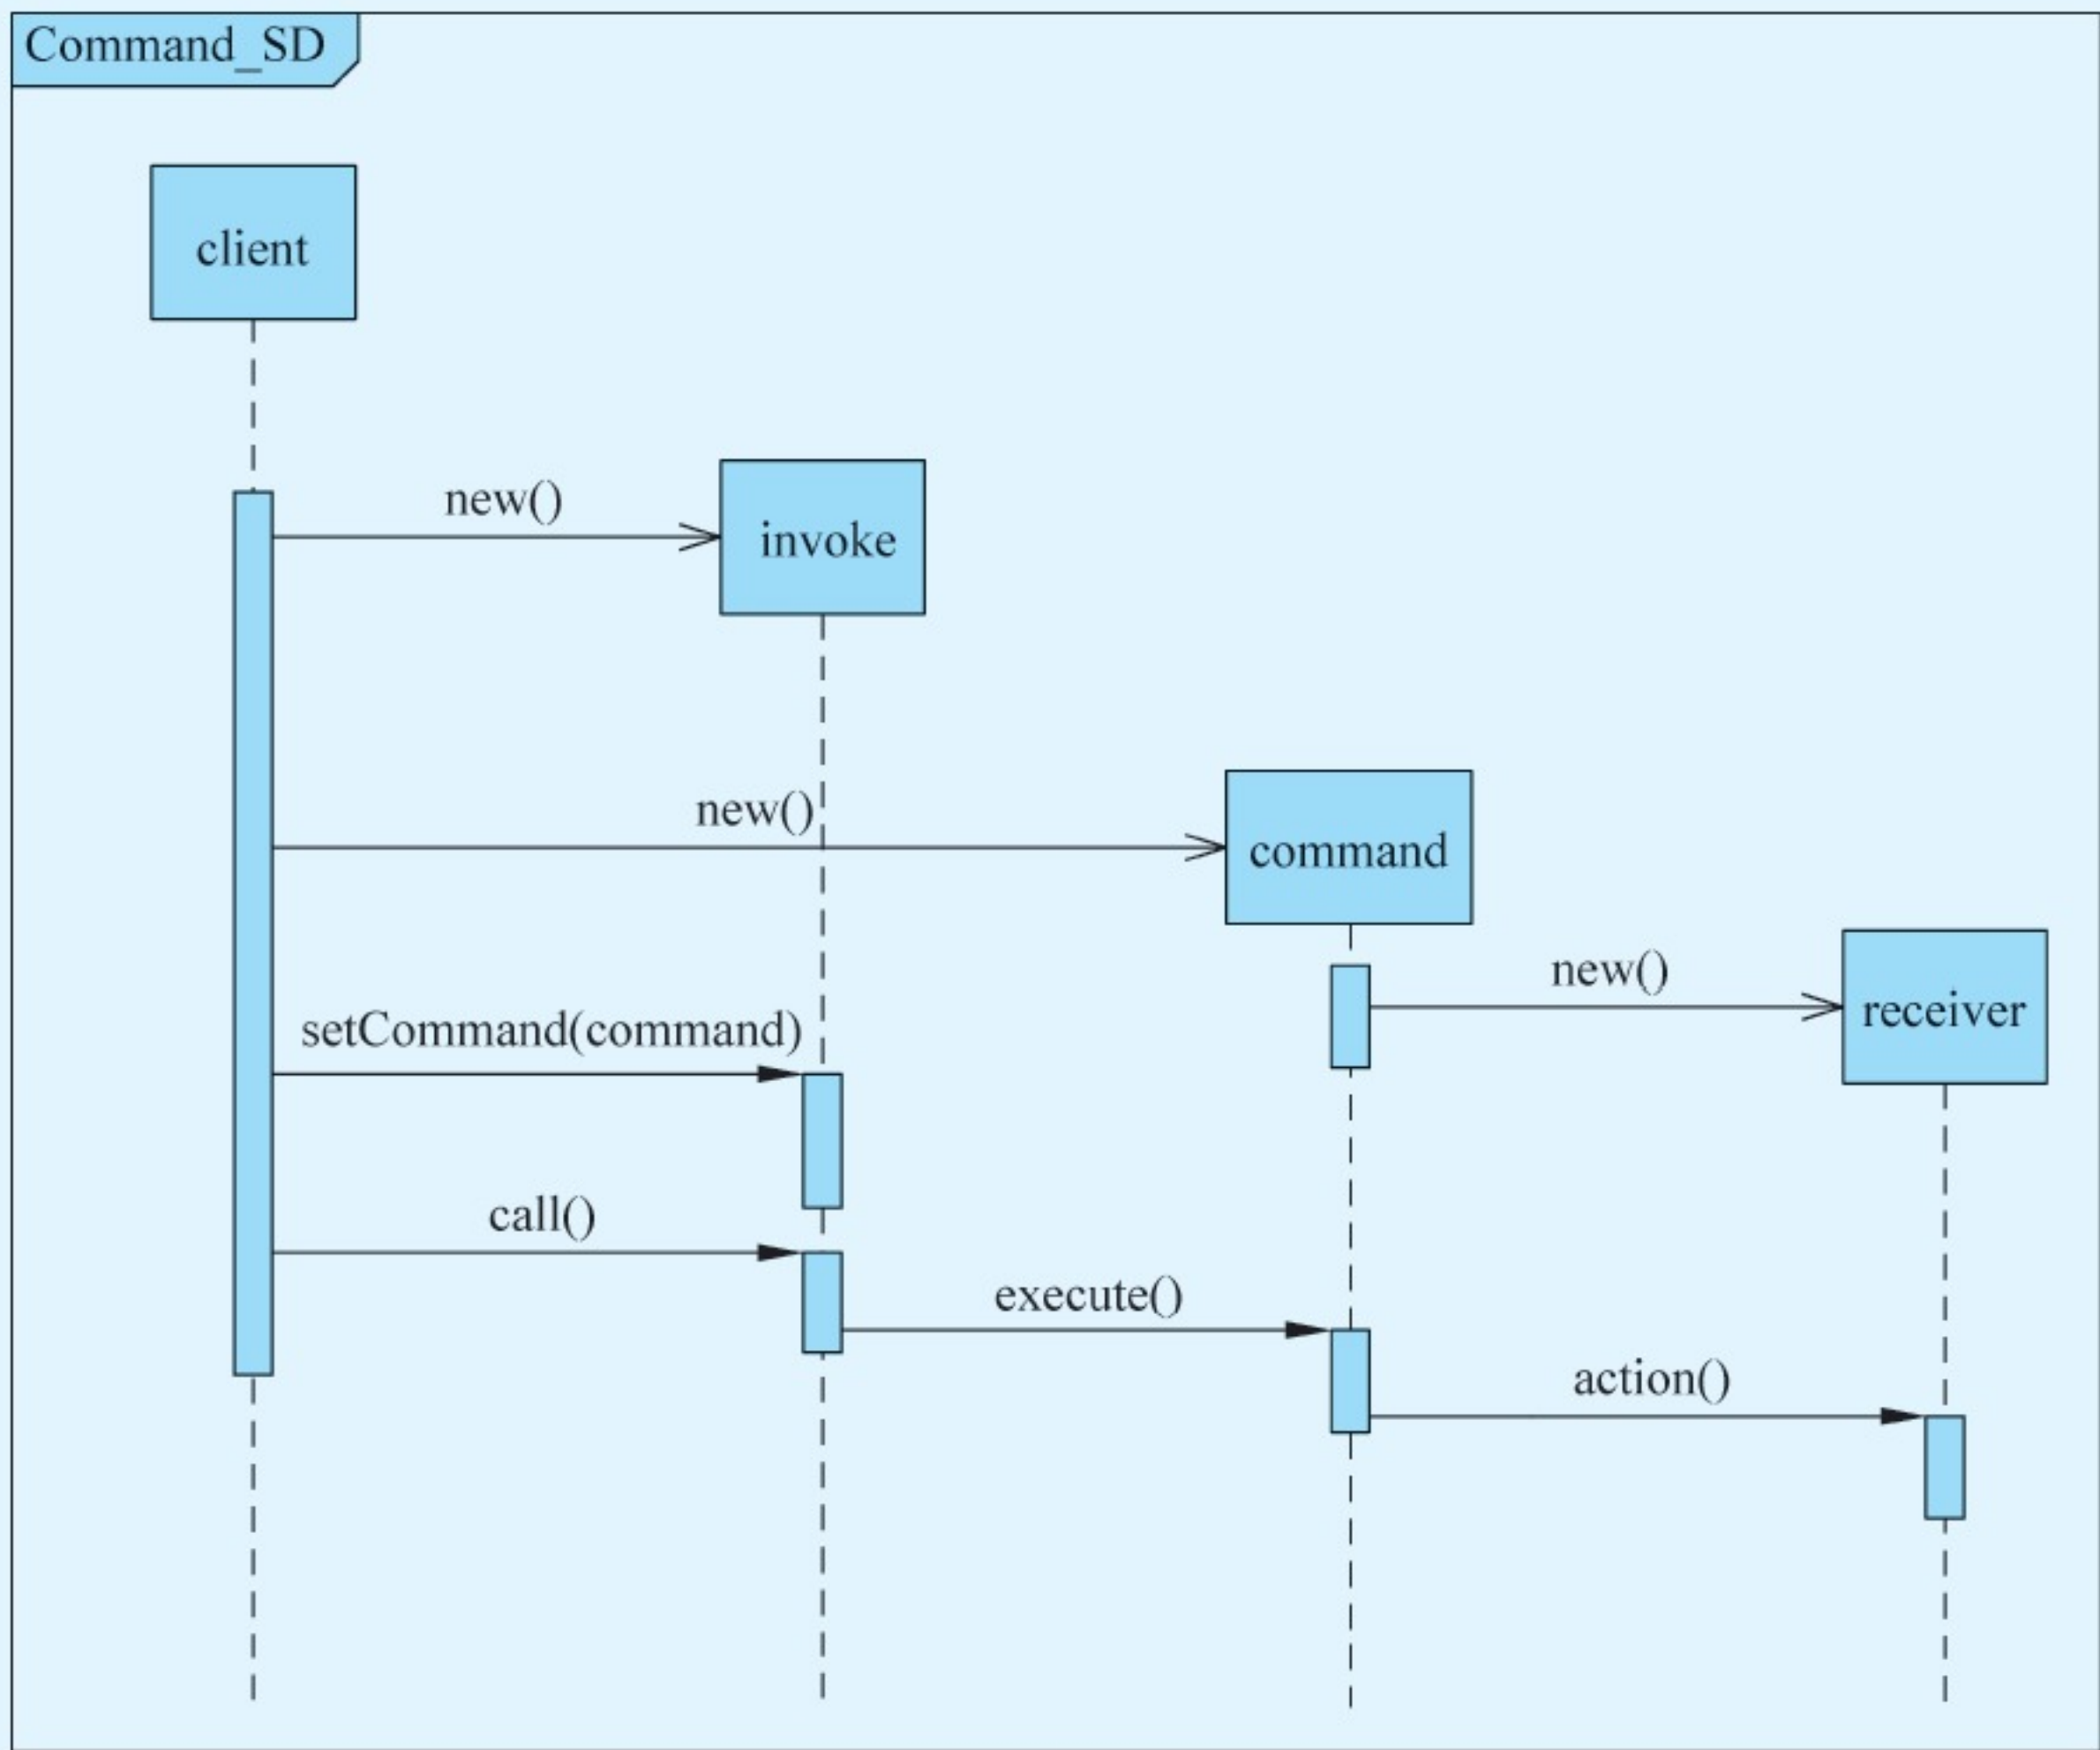 Command_SD
client
new()
invoke
new()
command
new()
receiver
setCommand(command)
call()
execute()
action()